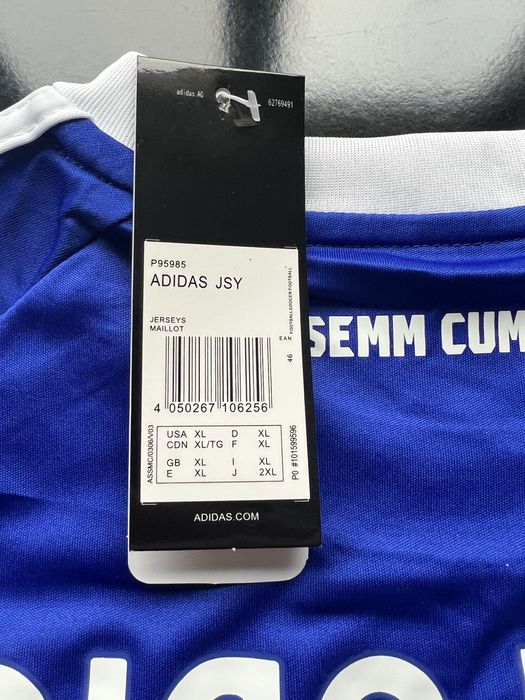 adidas AG
62769491
P95985
ADIDAS JSY
JERSEYS
MAILLOT
EAN
46
FOOTBALL/SOCCER FOOTBALL
4 050267 106256
USA XL D XL
CDN XL/TG F XL
GB XL I XL
E XL J 2XL
ASSMC/0306/V03
PO #101599596
ADIDAS.COM
SEMM CUM